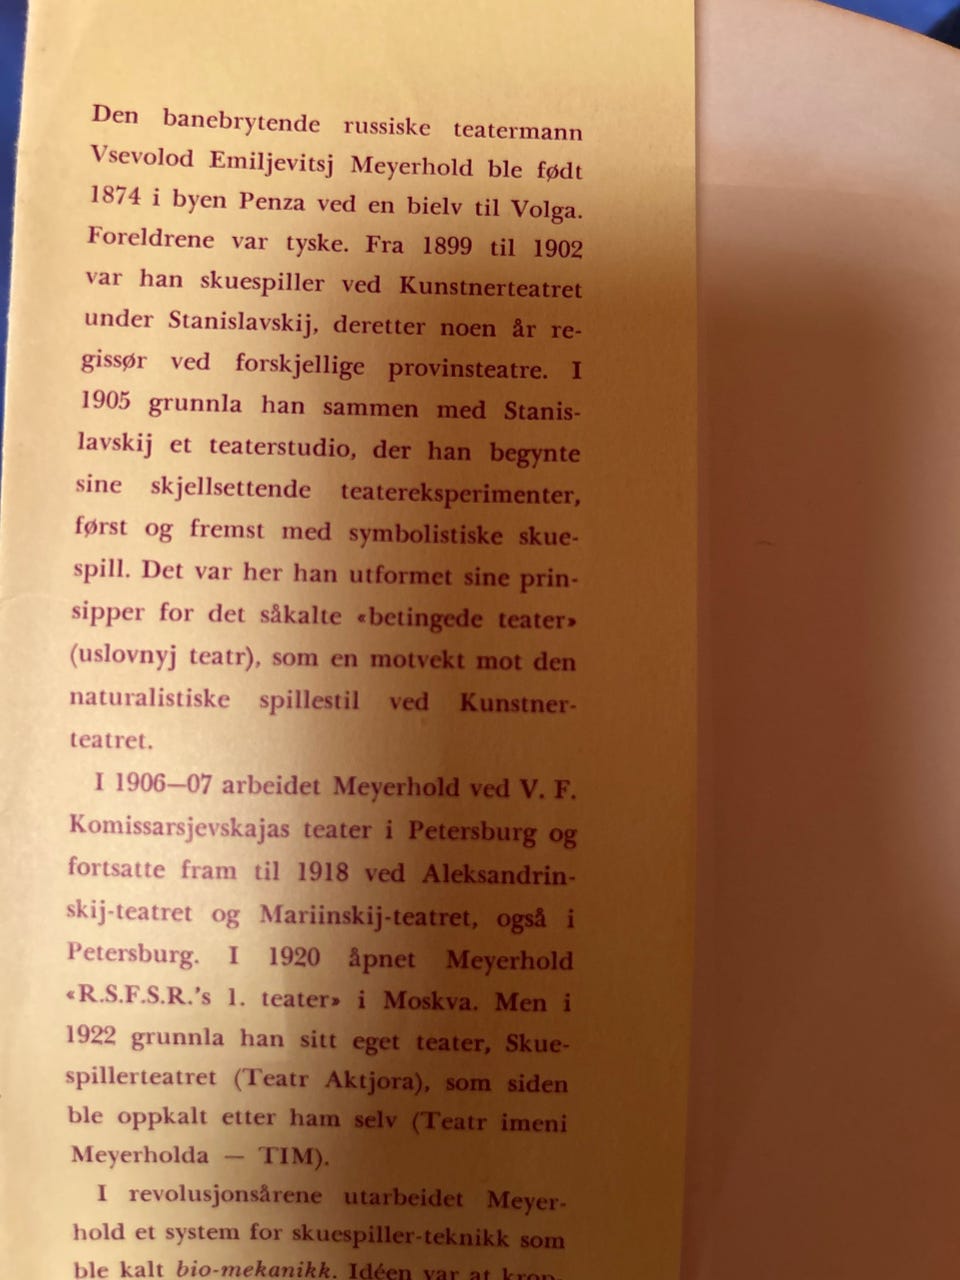 Den banebrytende russiske teatermann
Vsevolod Emiljevitsj Meyerhold ble født
1874 i byen Penza ved en bielv til Volga.
Foreldrene var tyske. Fra 1899 til 1902
var han skuespiller ved Kunstnerteatret
under Stanislavskij, deretter noen år re-
gissør ved forskjellige provinsteatre. I
1905 grunnla han sammen med Stanis-
lavskij et teaterstudio, der han begynte
sine skjellsettende teatereksperimenter,
først og fremst med symbolistiske skue-
spill. Det var her han utformet sine prin-
sipper for det såkalte «betingede teater»
(uslovnyj teatr), som en motvekt mot den
naturalistiske spillestil ved Kunstner-
teatret.
I 1906—07 arbeidet Meyerhold ved V. F.
Komissarsjevskajas teater i Petersburg og
fortsatte fram til 1918 ved Aleksandrin-
skij-teatret og Mariinskij-teatret, også i
Petersburg. I 1920 åpnet Meyerhold
«R.S.F.S.R.'s 1. teater» i Moskva. Men i
1922 grunnla han sitt eget teater, Skue-
spillerteatret (Teatr Aktjora), som siden
ble oppkalt etter ham selv (Teatr imeni
Meyerholda — TIM).
I revolusjonsårene utarbeidet Meyer-
hold et system for skuespiller-teknikk som
ble kalt bio-mekanikk. Idéen var at krop-